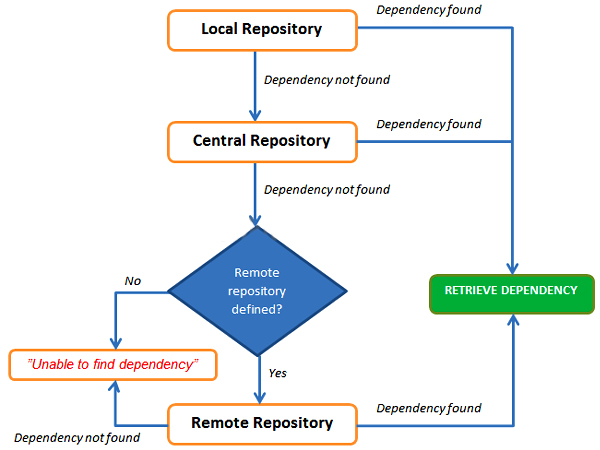 Dependency found
Local Repository
Dependency not found
Dependency found
Central Repository
Dependency not found
Remote
repository
defined?
No
RETRIEVE DEPENDENCY
"Unable to find dependency"
Yes
Dependency found
Remote Repository
Dependency not found